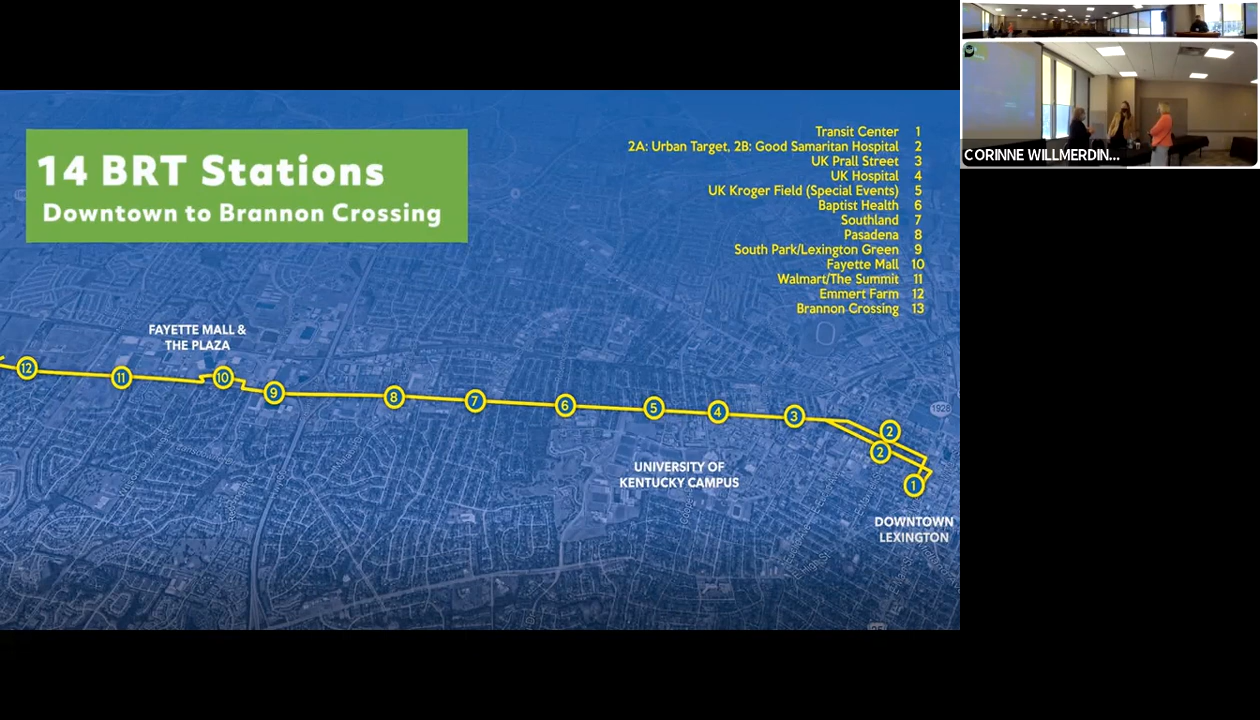 14 BRT Stations
Downtown to Brannon Crossing
Transit Center 1
2A: Urban Target, 2B: Good Samaritan Hospital 2
UK Prall Street 3
UK Hospital 4
UK Kroger Field (Special Events) 5
Baptist Health 6
Southland 7
Pasadena 8
South Park/Lexington Green 9
Fayette Mall 10
Walmart/The Summit 11
Emmert Farm 12
Brannon Crossing 13
FAYETTE MALL &
THE PLAZA
12
11
10
9
8
7
6
5
4
3
2
2
1
1928
UNIVERSITY OF
KENTUCKY CAMPUS
DOWNTOWN
LEXINGTON
CORINNE WILLMERDIN...